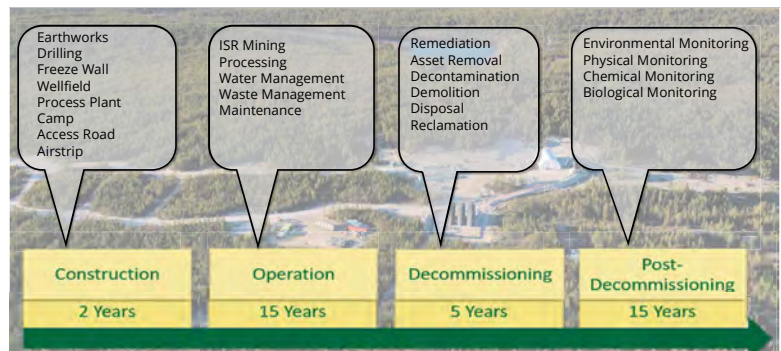 Earthworks
Drilling
Freeze Wall
Wellfield
Process Plant
Camp
Access Road
Airstrip
ISR Mining
Processing
Water Management
Waste Management
Maintenance
Remediation
Asset Removal
Decontamination
Demolition
Disposal
Reclamation
Environmental Monitoring
Physical Monitoring
Chemical Monitoring
Biological Monitoring
Construction
2 Years
Operation
15 Years
Decommissioning
5 Years
Post-
Decommissioning
15 Years